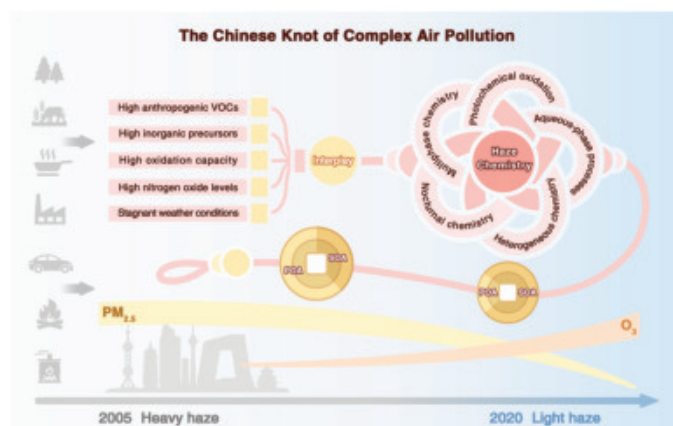 The Chinese Knot of Complex Air Pollution
High anthropogenic VOCs
High inorganic precursors
High oxidation capacity
High nitrogen oxide levels
Stagnant weather conditions
Interplay
Haze
Chemistry
Photochemical oxidation
Aqueous-phase processes
Heterogeneous chemistry
Nocturnal chemistry
Multiphase chemistry
POA
SOA
POA
SOA
PM2.5
O3
2005 Heavy haze
2020 Light haze